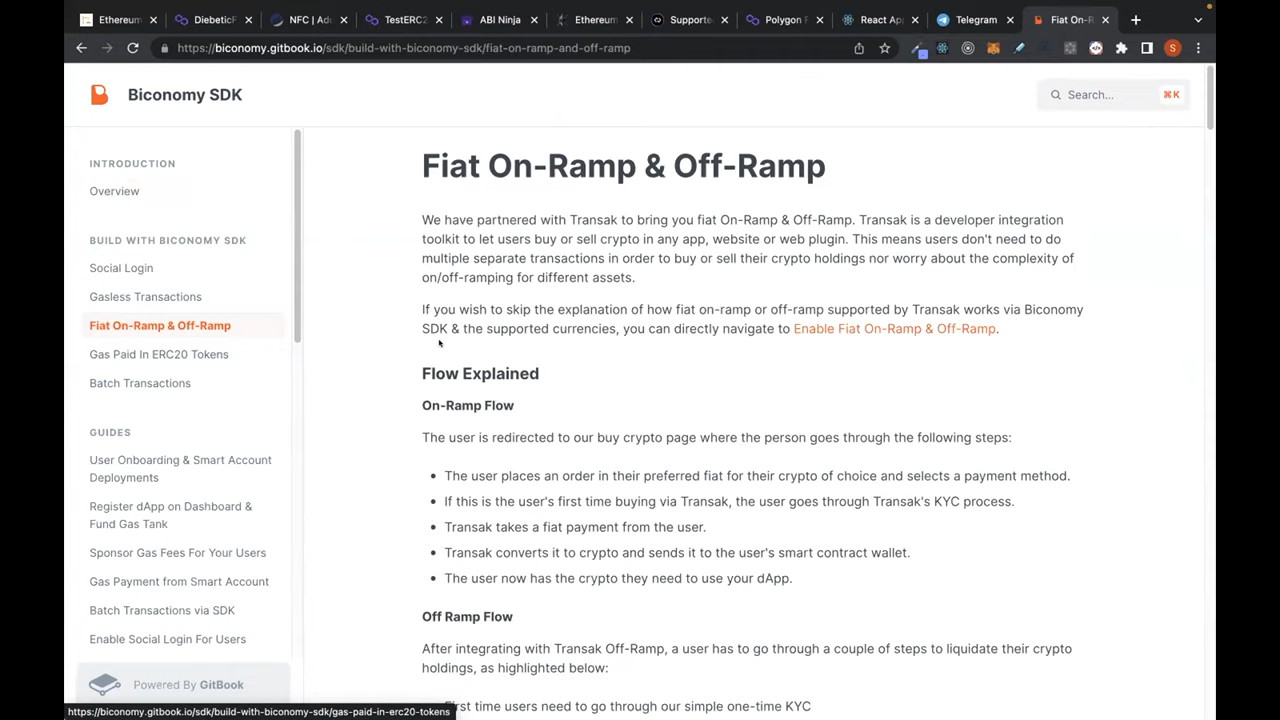 Ethereum
DiebeticF
NFC | Ad
TestERC2
ABI Ninja
Ethereum
Supporte
Polygon F
React Ap
Telegram
Fiat On-R
https://biconomy.gitbook.io/sdk/build-with-biconomy-sdk/fiat-on-ramp-and-off-ramp
S
Biconomy SDK
Search...
⌘K
INTRODUCTION
Overview
BUILD WITH BICONOMY SDK
Social Login
Gasless Transactions
Fiat On-Ramp & Off-Ramp
Gas Paid In ERC20 Tokens
Batch Transactions
GUIDES
User Onboarding & Smart Account
Deployments
Register dApp on Dashboard &
Fund Gas Tank
Sponsor Gas Fees For Your Users
Gas Payment from Smart Account
Batch Transactions via SDK
Enable Social Login For Users
Powered By GitBook
https://biconomy.gitbook.io/sdk/build-with-biconomy-sdk/gas-paid-in-erc20-tokens
Fiat On-Ramp & Off-Ramp
We have partnered with Transak to bring you fiat On-Ramp & Off-Ramp. Transak is a developer integration
toolkit to let users buy or sell crypto in any app, website or web plugin. This means users don't need to do
multiple separate transactions in order to buy or sell their crypto holdings nor worry about the complexity of
on/off-ramping for different assets.
If you wish to skip the explanation of how fiat on-ramp or off-ramp supported by Transak works via Biconomy
SDK & the supported currencies, you can directly navigate to Enable Fiat On-Ramp & Off-Ramp.
Flow Explained
On-Ramp Flow
The user is redirected to our buy crypto page where the person goes through the following steps:
• The user places an order in their preferred fiat for their crypto of choice and selects a payment method.
• If this is the user's first time buying via Transak, the user goes through Transak's KYC process.
• Transak takes a fiat payment from the user.
• Transak converts it to crypto and sends it to the user's smart contract wallet.
• The user now has the crypto they need to use your dApp.
Off Ramp Flow
After integrating with Transak Off-Ramp, a user has to go through a couple of steps to liquidate their crypto
holdings, as highlighted below:
First time users need to go through our simple one-time KYC